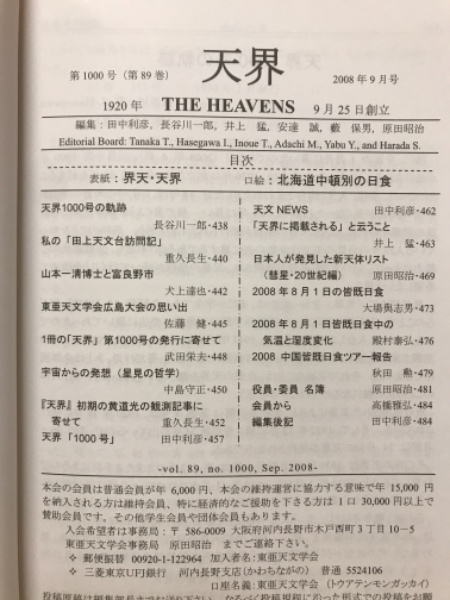 天界
第1000号（第89巻）
2008年9月号
1920年 THE HEAVENS 9月25日創立
編集：田中利彦，長谷川一郎，井上 猛，安達 誠，藪 保男，原田昭治
Editorial Board: Tanaka T., Hasegawa I., Inoue T., Adachi M., Yabu Y., and Harada S.
目次
表紙：界天・天界 口絵：北海道中頓別の日食
天界1000号の軌跡
長谷川一郎・438
私の「田上天文台訪問記」
重久長生・440
山本一清博士と富良野市
犬上達也・442
東亜天文学会広島大会の思い出
佐藤 健・445
1冊の「天界」第1000号の発行に寄せて
武田栄夫・448
宇宙からの発想（星見の哲学）
中島守正・450
『天界』初期の黄道光の観測記事に
寄せて 重久長生・452
天界「1000号」 田中利彦・457
天文 NEWS 田中利彦・462
「天界に掲載される」と云うこと
井上 猛・463
日本人が発見した新天体リスト
（彗星・20世紀編） 原田昭治・469
2008年8月1日の皆既日食
大場與志男・473
2008年8月1日皆既日食中の
気温と湿度変化 殿村泰弘・476
2008 中国皆既日食ツアー報告
秋田 勲・479
役員・委員 名簿 原田昭治・481
会員から 高橋雅弘・484
編集後記 田中利彦・484
-vol. 89, no. 1000, Sep. 2008-
本会の会員は普通会員が年 6,000円，本会の維持運営に協力する意味で年 15,000円
を納入される方は維持会員，特に経済的なご援助を下さる方は1口 30,000円以上で
賛助会員です。その他学生会員や団体会員もあります。
入会希望者は事務局：〒586-0009 大阪府河内長野市木戸西町3丁目10-5
東亜天文学会事務局 原田昭治 までご連絡下さい。
❖ 郵便振替 00920-1-122964 加入者名：東亜天文学会
❖ 三菱東京UFJ銀行 河内長野支店（かわちながの） 普通 5524106
口座名義：東亜天文学会（トウアテンモンガッカイ）